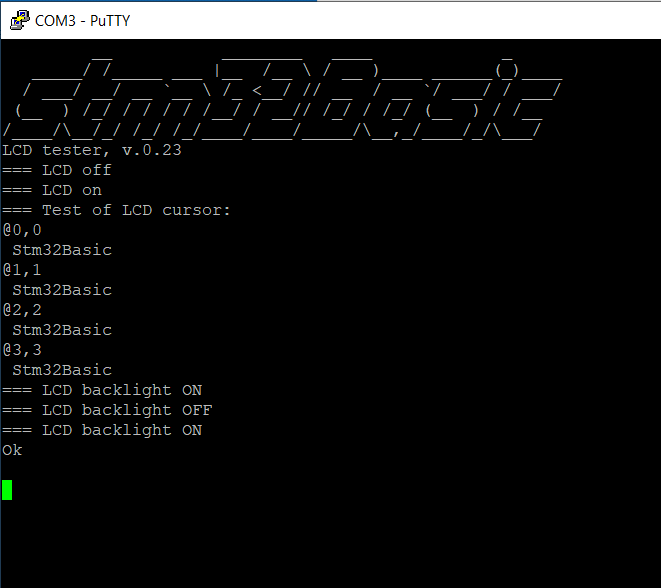 COM3 - PuTTY
stm32Basic
LCD tester, v.0.23
=== LCD off
=== LCD on
=== Test of LCD cursor:
@0,0
 Stm32Basic
@1,1
 Stm32Basic
@2,2
 Stm32Basic
@3,3
 Stm32Basic
=== LCD backlight ON
=== LCD backlight OFF
=== LCD backlight ON
Ok